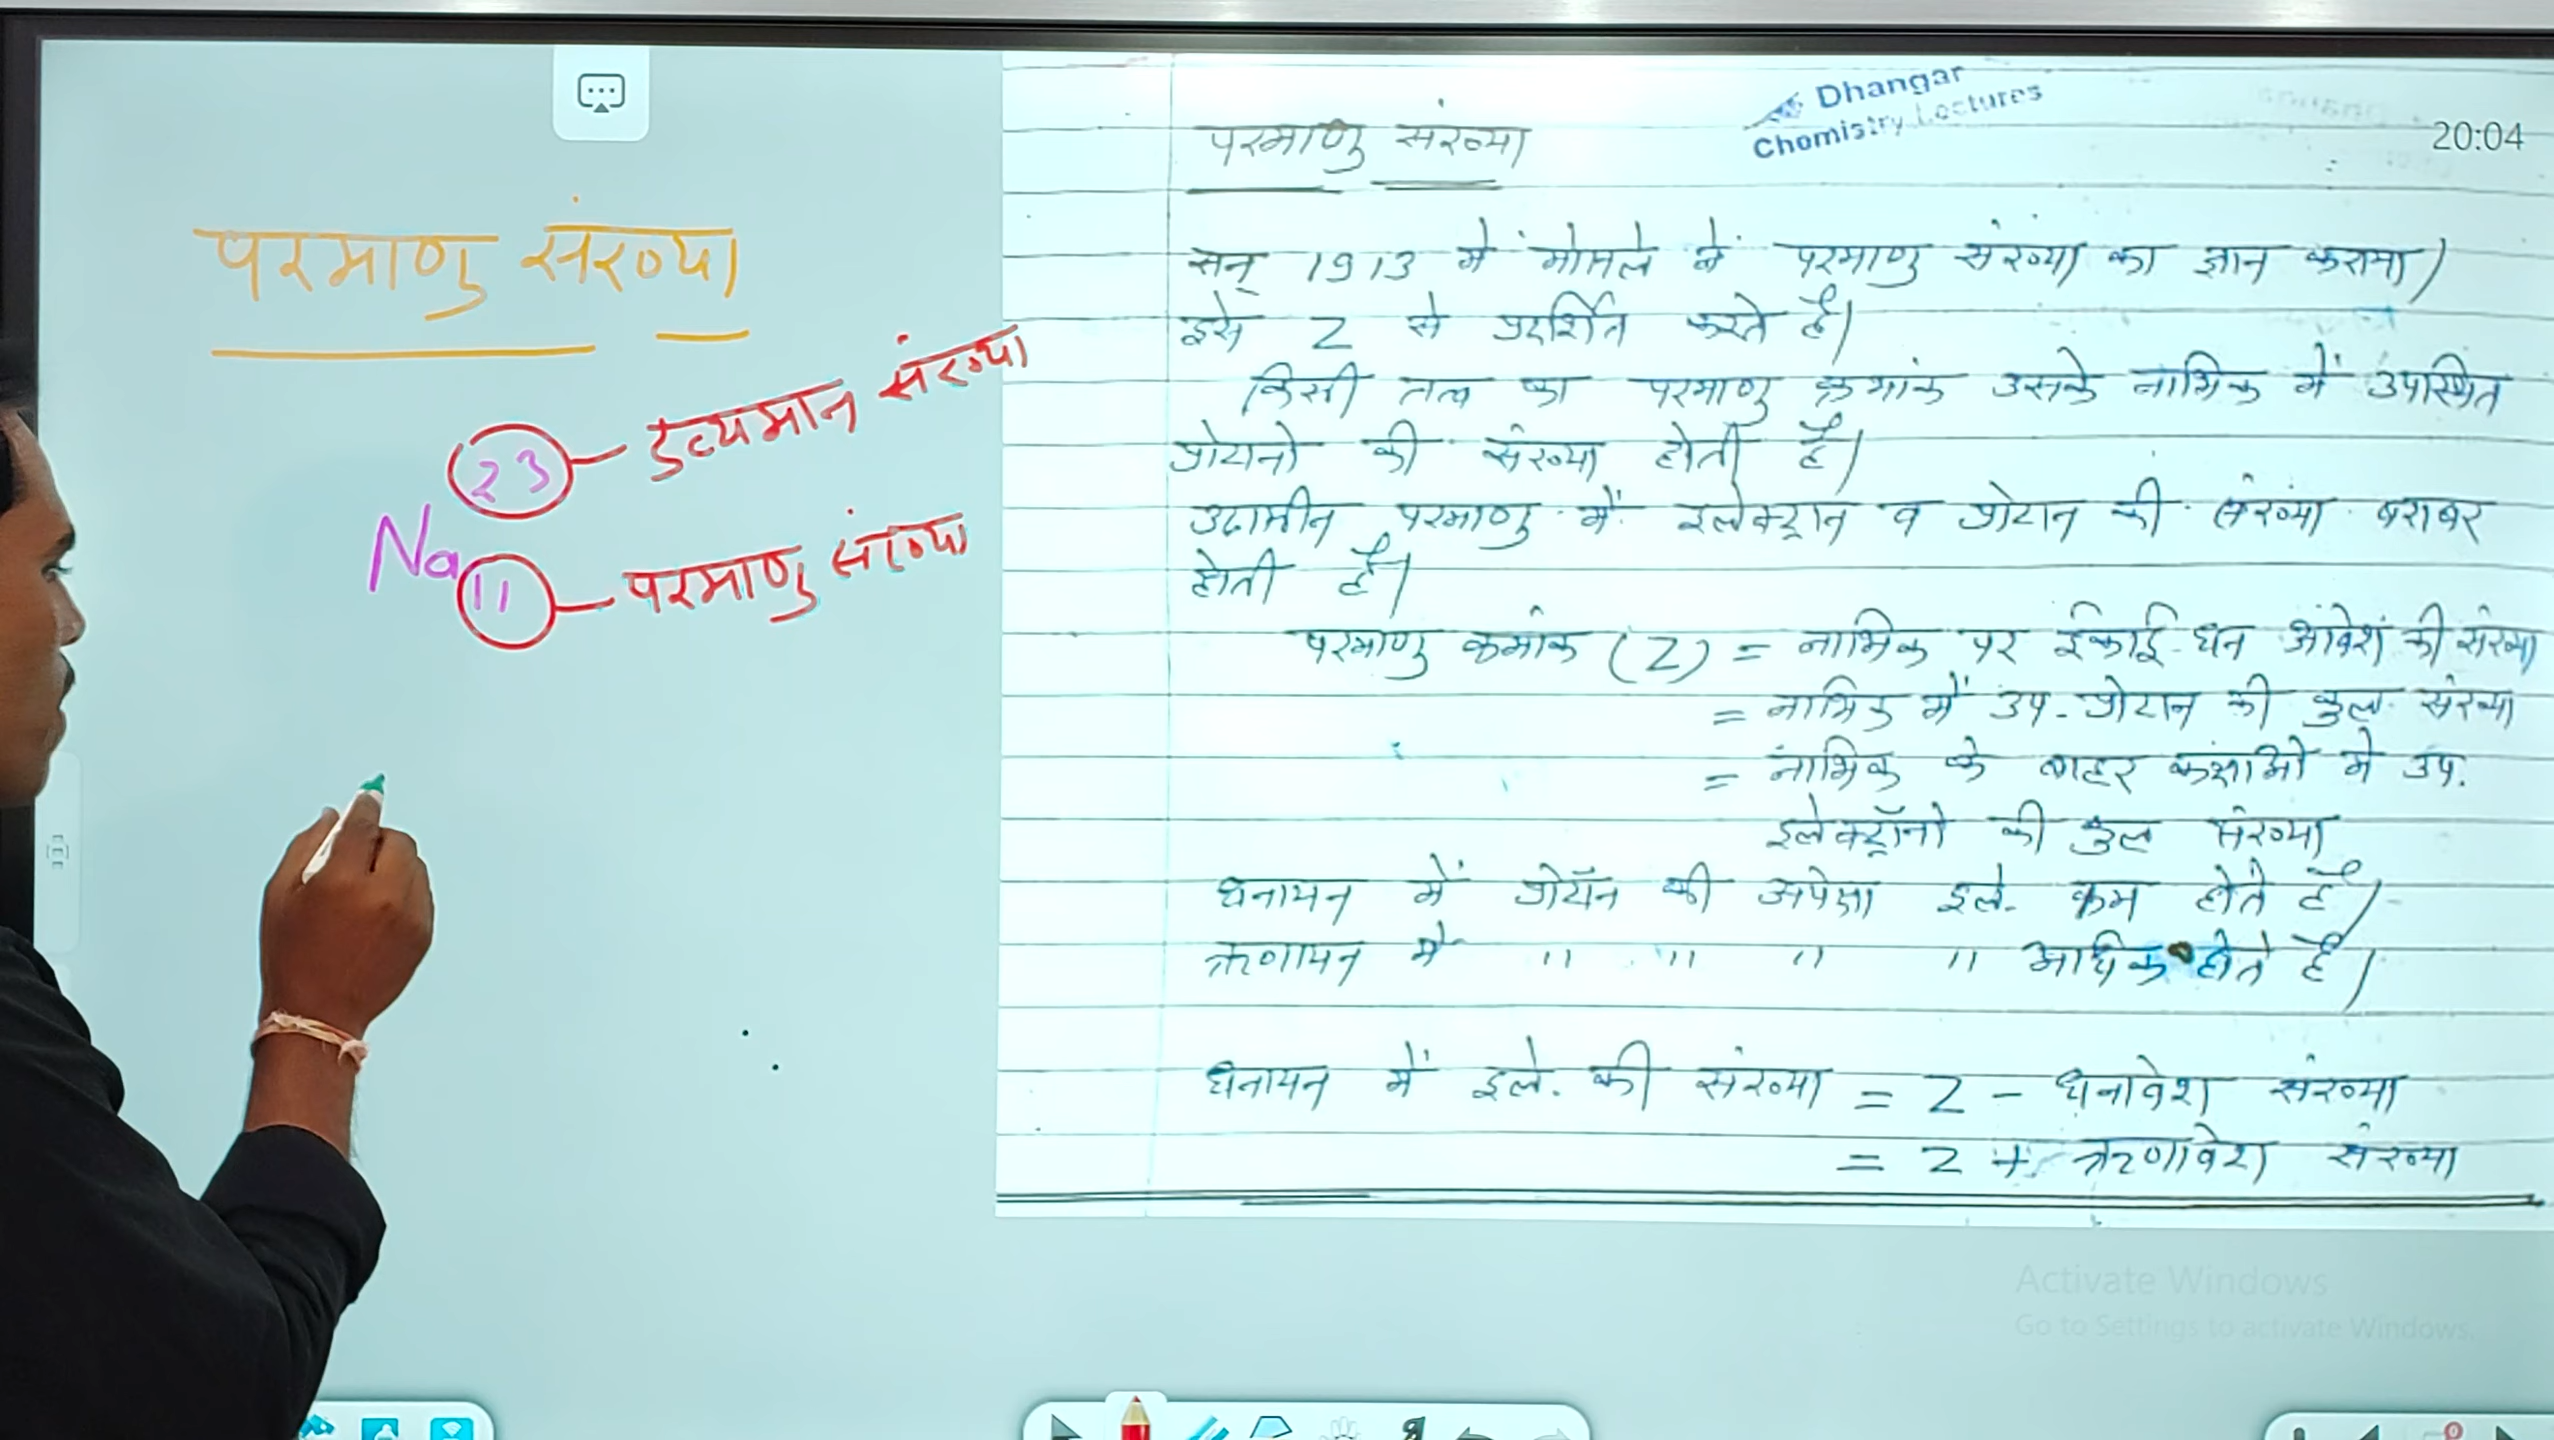 परमाणु संख्या
23 – द्रव्यमान संख्या
Na
11 – परमाणु संख्या
Dhangar
Chemistry Lectures
20:04
परमाणु संख्या
सन् 1913 में मोसले ने परमाणु संख्या का ज्ञान कराया।
इसे Z से प्रदर्शित करते है।
किसी तत्व का परमाणु क्रमांक उसके नाभिक में उपस्थित
प्रोटानो की संख्या होती है।
उदासीन परमाणु में इलेक्ट्रान व प्रोटान की संख्या बराबर
होती है।
परमाणु क्रमांक (Z) = नाभिक पर ईकाई धन आवेश की संख्या
= नाभिक में उप. प्रोटान की कुल संख्या
= नाभिक के बाहर कक्षाओ मे उप.
इलेक्ट्रॉनो की कुल संख्या
धनायन में प्रोटॉन की अपेक्षा इले. कम होते है।
ऋणायन मे " " " " अधिक होते है।
धनायन में इले. की संख्या = Z – धनावेश संख्या
= Z + ऋणावेश संख्या
Activate Windows
Go to Settings to activate Windows.